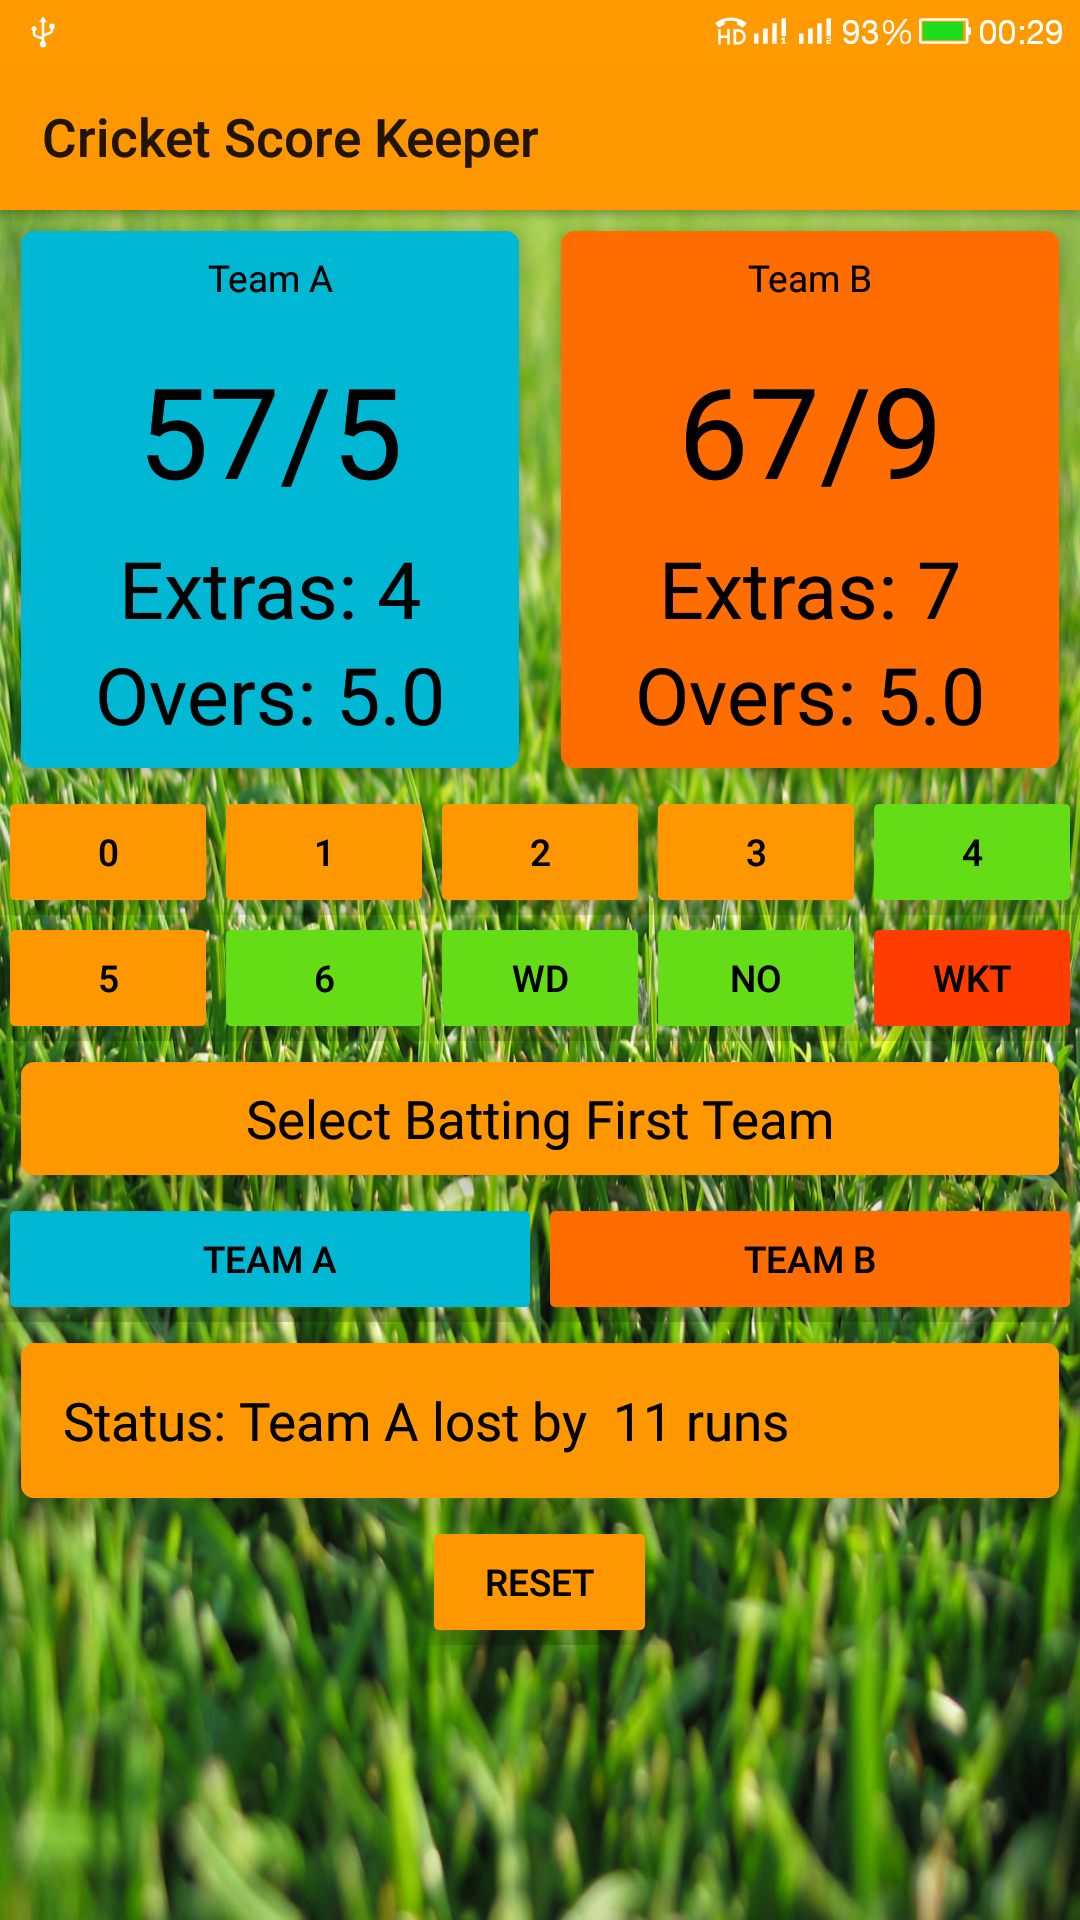 HD 1 2 93% 00:29
Cricket Score Keeper
Team A
57/5
Extras: 4
Overs: 5.0
Team B
67/9
Extras: 7
Overs: 5.0
0 1 2 3 4
5 6 WD NO WKT
Select Batting First Team
TEAM A TEAM B
Status: Team A lost by  11 runs
RESET